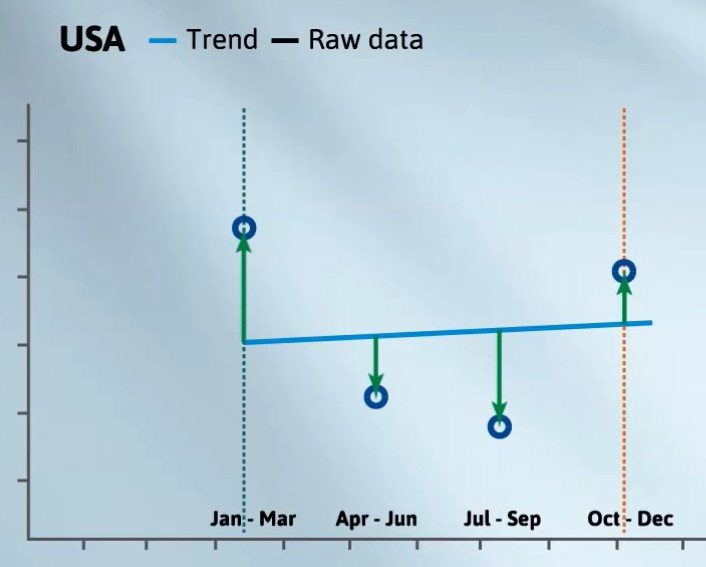 USA Trend Raw data
Jan - Mar Apr - Jun Jul - Sep Oct - Dec